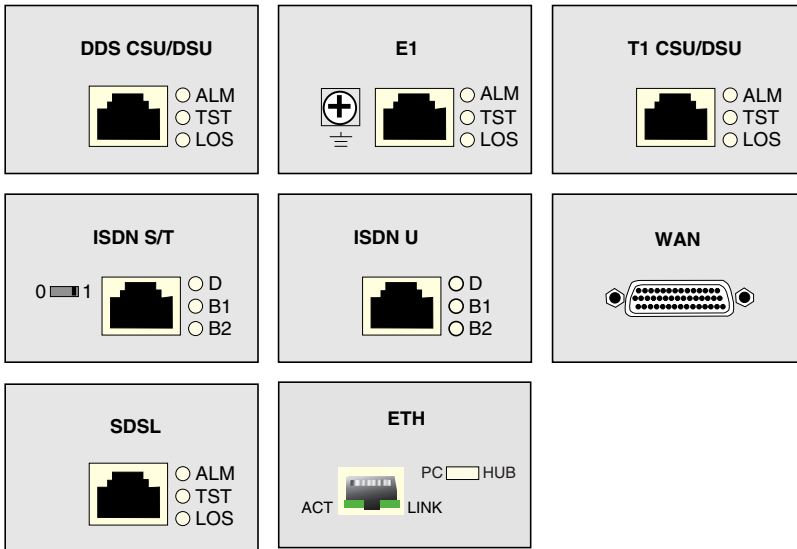 DDS CSU/DSU
ALM
TST
LOS
E1
ALM
TST
LOS
T1 CSU/DSU
ALM
TST
LOS
ISDN S/T
0 1
D
B1
B2
ISDN U
D
B1
B2
WAN
SDSL
ALM
TST
LOS
ETH
PC HUB
ACT LINK